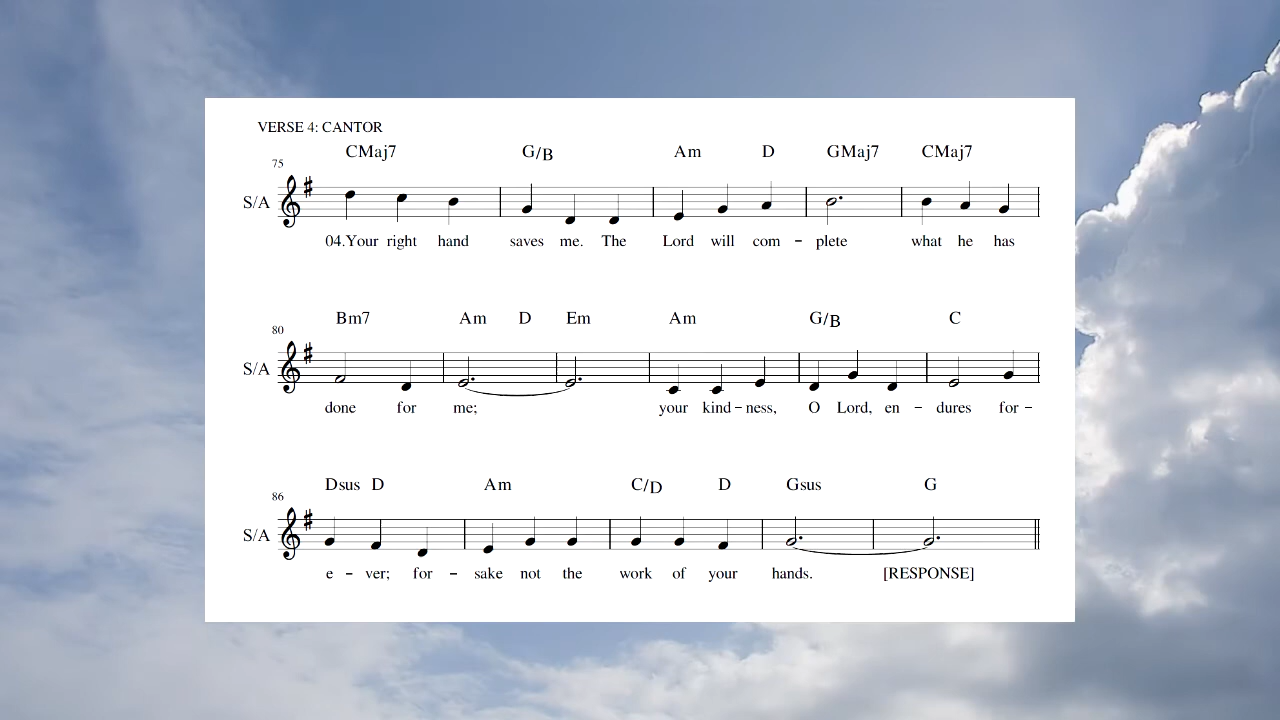 VERSE 4: CANTOR
CMaj7 G/B Am D GMaj7 CMaj7
75
S/A
04.Your right hand saves me. The Lord will com – plete what he has
Bm7 Am D Em Am G/B C
80
S/A
done for me; your kind – ness, O Lord, en – dures for –
Dsus D Am C/D D Gsus G
86
S/A
e – ver; for – sake not the work of your hands. [RESPONSE]